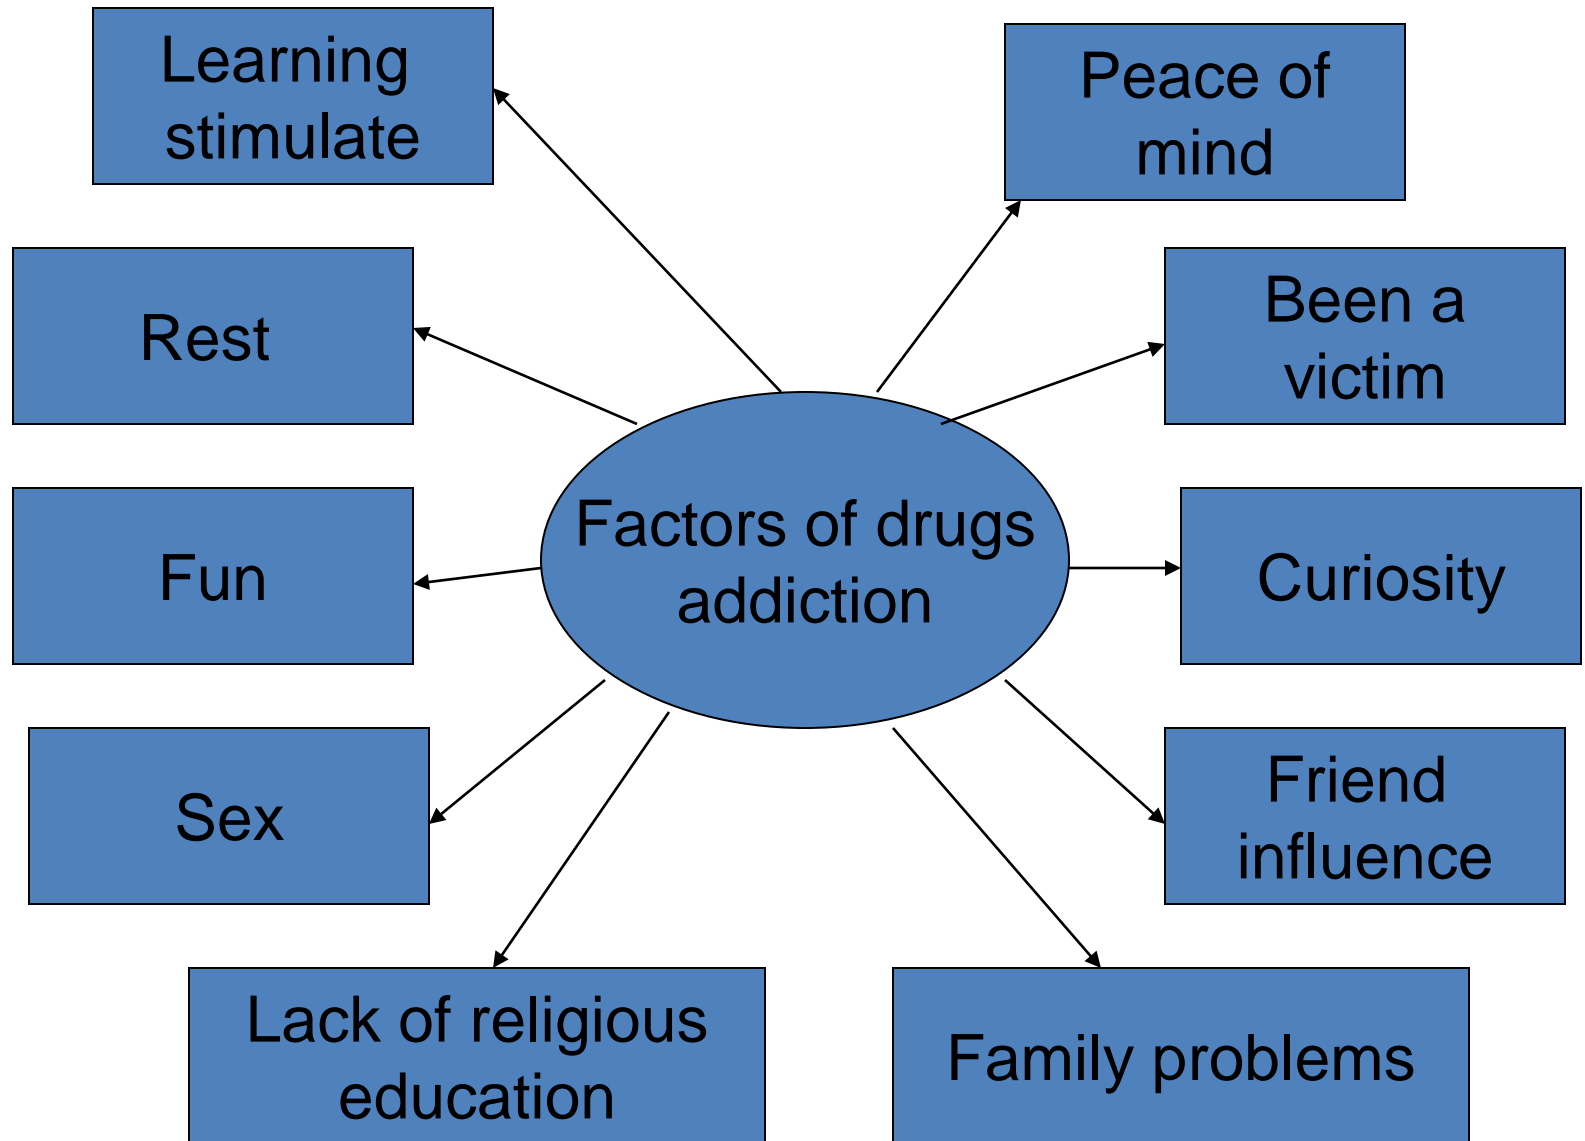 Learning
stimulate
Peace of
mind
Rest
Been a
victim
Factors of drugs
addiction
Fun
Curiosity
Sex
Friend
influence
Lack of religious
education
Family problems